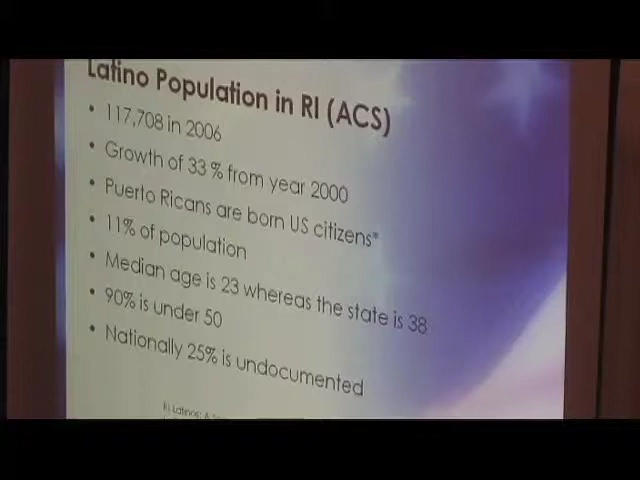 Latino Population in RI (ACS)
• 117,708 in 2006
• Growth of 33% from year 2000
• Puerto Ricans are born US citizens*
• 11% of population
• Median age is 23 whereas the state is 38
• 90% is under 50
• Nationally 25% is undocumented
RI Latinos: A